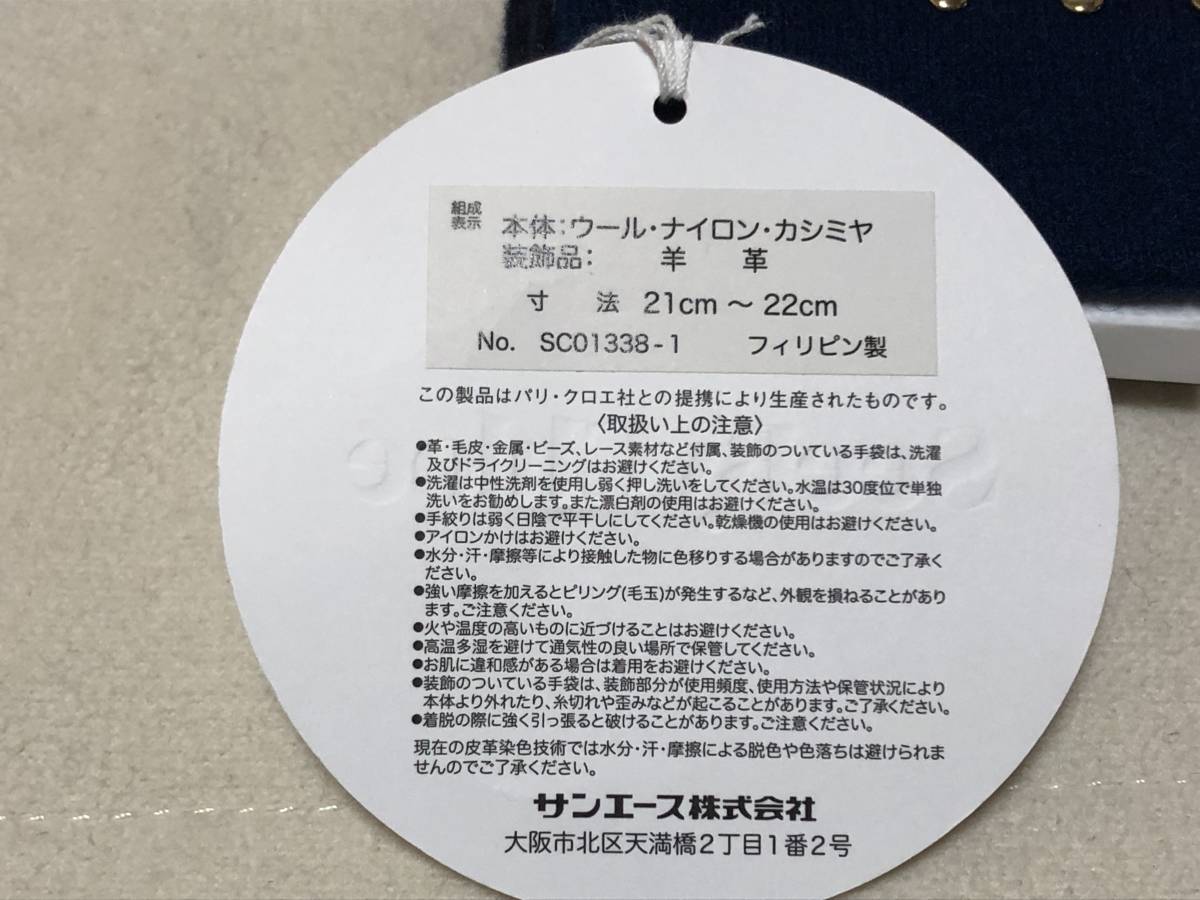 組成
表示
本体:ウール・ナイロン・カシミヤ
装飾品: 羊 革
寸 法 21cm ～ 22cm
No. SC01338-1 フィリピン製
この製品はパリ・クロエ社との提携により生産されたものです。
〈取扱い上の注意〉
●革・毛皮・金属・ビーズ、レース素材など付属、装飾のついている手袋は、洗濯
及びドライクリーニングはお避けください。
●洗濯は中性洗剤を使用し弱く押し洗いをしてください。水温は30度位で単独
洗いをお勧めします。また漂白剤の使用はお避けください。
●手絞りは弱く日陰で平干しにしてください。乾燥機の使用はお避けください。
●アイロンかけはお避けください。
●水分・汗・摩擦等により接触した物に色移りする場合がありますのでご了承く
ださい。
●強い摩擦を加えるとピリング(毛玉)が発生するなど、外観を損ねることがあり
ます。ご注意ください。
●火や温度の高いものに近づけることはお避けください。
●高温多湿を避けて通気性の良い場所で保管してください。
●お肌に違和感がある場合は着用をお避けください。
●装飾のついている手袋は、装飾部分が使用頻度、使用方法や保管状況により
本体より外れたり、糸切れや歪みなどが起こることがあります。ご了承ください。
●着脱の際に強く引っ張ると破けることがあります。ご注意ください。
現在の皮革染色技術では水分・汗・摩擦による脱色や色落ちは避けられま
せんのでご了承ください。
サンエース株式会社
大阪市北区天満橋2丁目1番2号